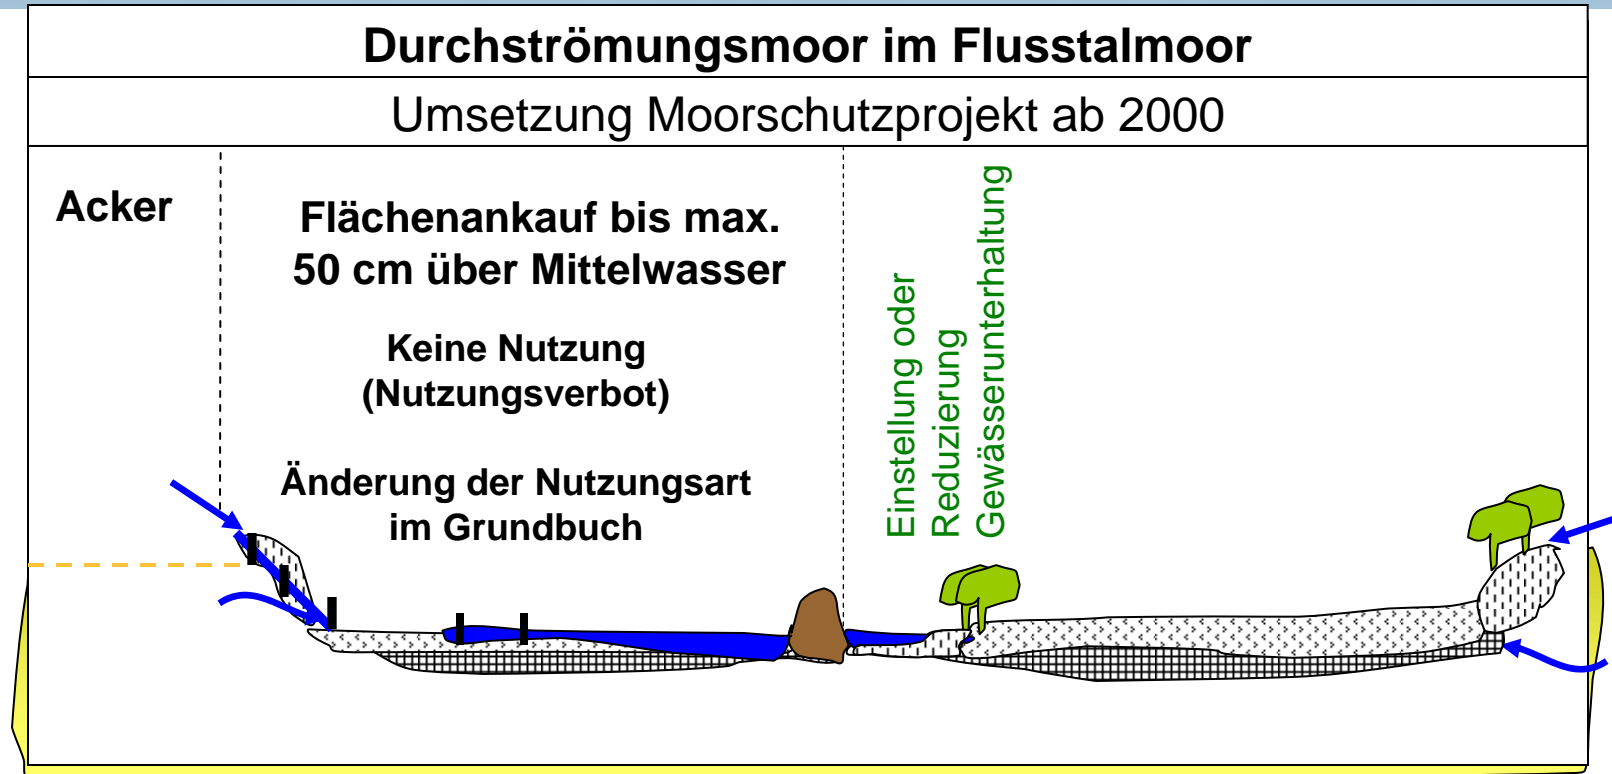 Durchströmungsmoor im Flusstalmoor
Umsetzung Moorschutzprojekt ab 2000
Acker
Flächenankauf bis max.
50 cm über Mittelwasser
Keine Nutzung
(Nutzungsverbot)
Änderung der Nutzungsart
im Grundbuch
Einstellung oder
Reduzierung
Gewässerunterhaltung